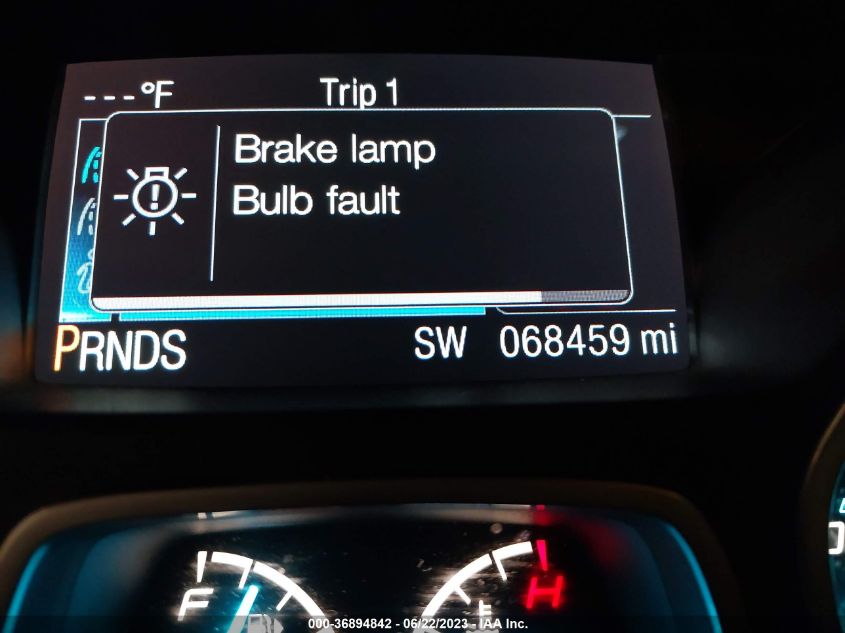 ---°F Trip 1
Brake lamp
Bulb fault
PRNDS SW 068459 mi
F H
000-36894842 - 06/22/2023 - IAA Inc.